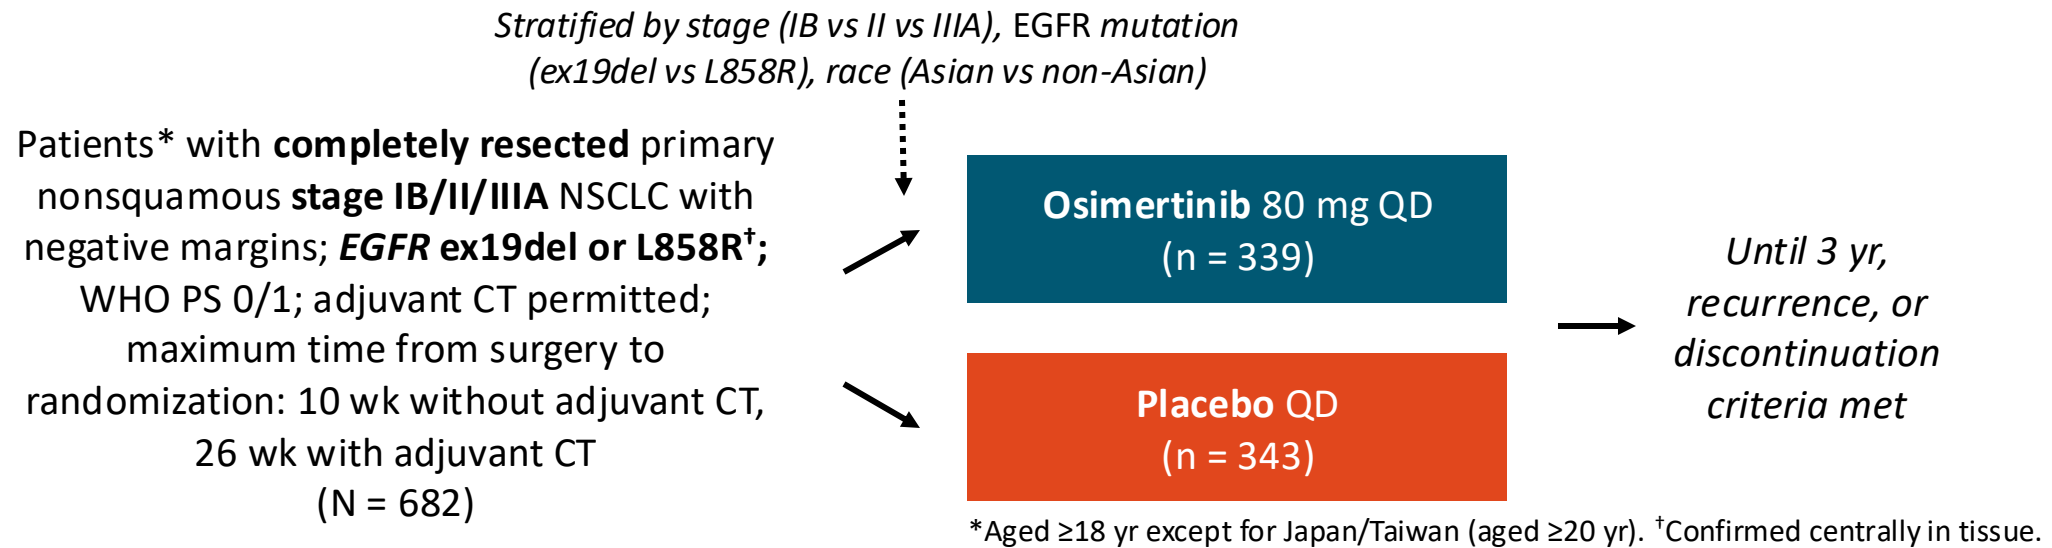 Stratified by stage (IB vs II vs IIIA), EGFR mutation
(ex19del vs L858R), race (Asian vs non-Asian)
Patients* with completely resected primary
nonsquamous stage IB/II/IIIA NSCLC with
negative margins; EGFR ex19del or L858R†;
WHO PS 0/1; adjuvant CT permitted;
maximum time from surgery to
randomization: 10 wk without adjuvant CT,
26 wk with adjuvant CT
(N = 682)
Osimertinib 80 mg QD
(n = 339)
Placebo QD
(n = 343)
Until 3 yr,
recurrence, or
discontinuation
criteria met
*Aged ≥18 yr except for Japan/Taiwan (aged ≥20 yr). †Confirmed centrally in tissue.